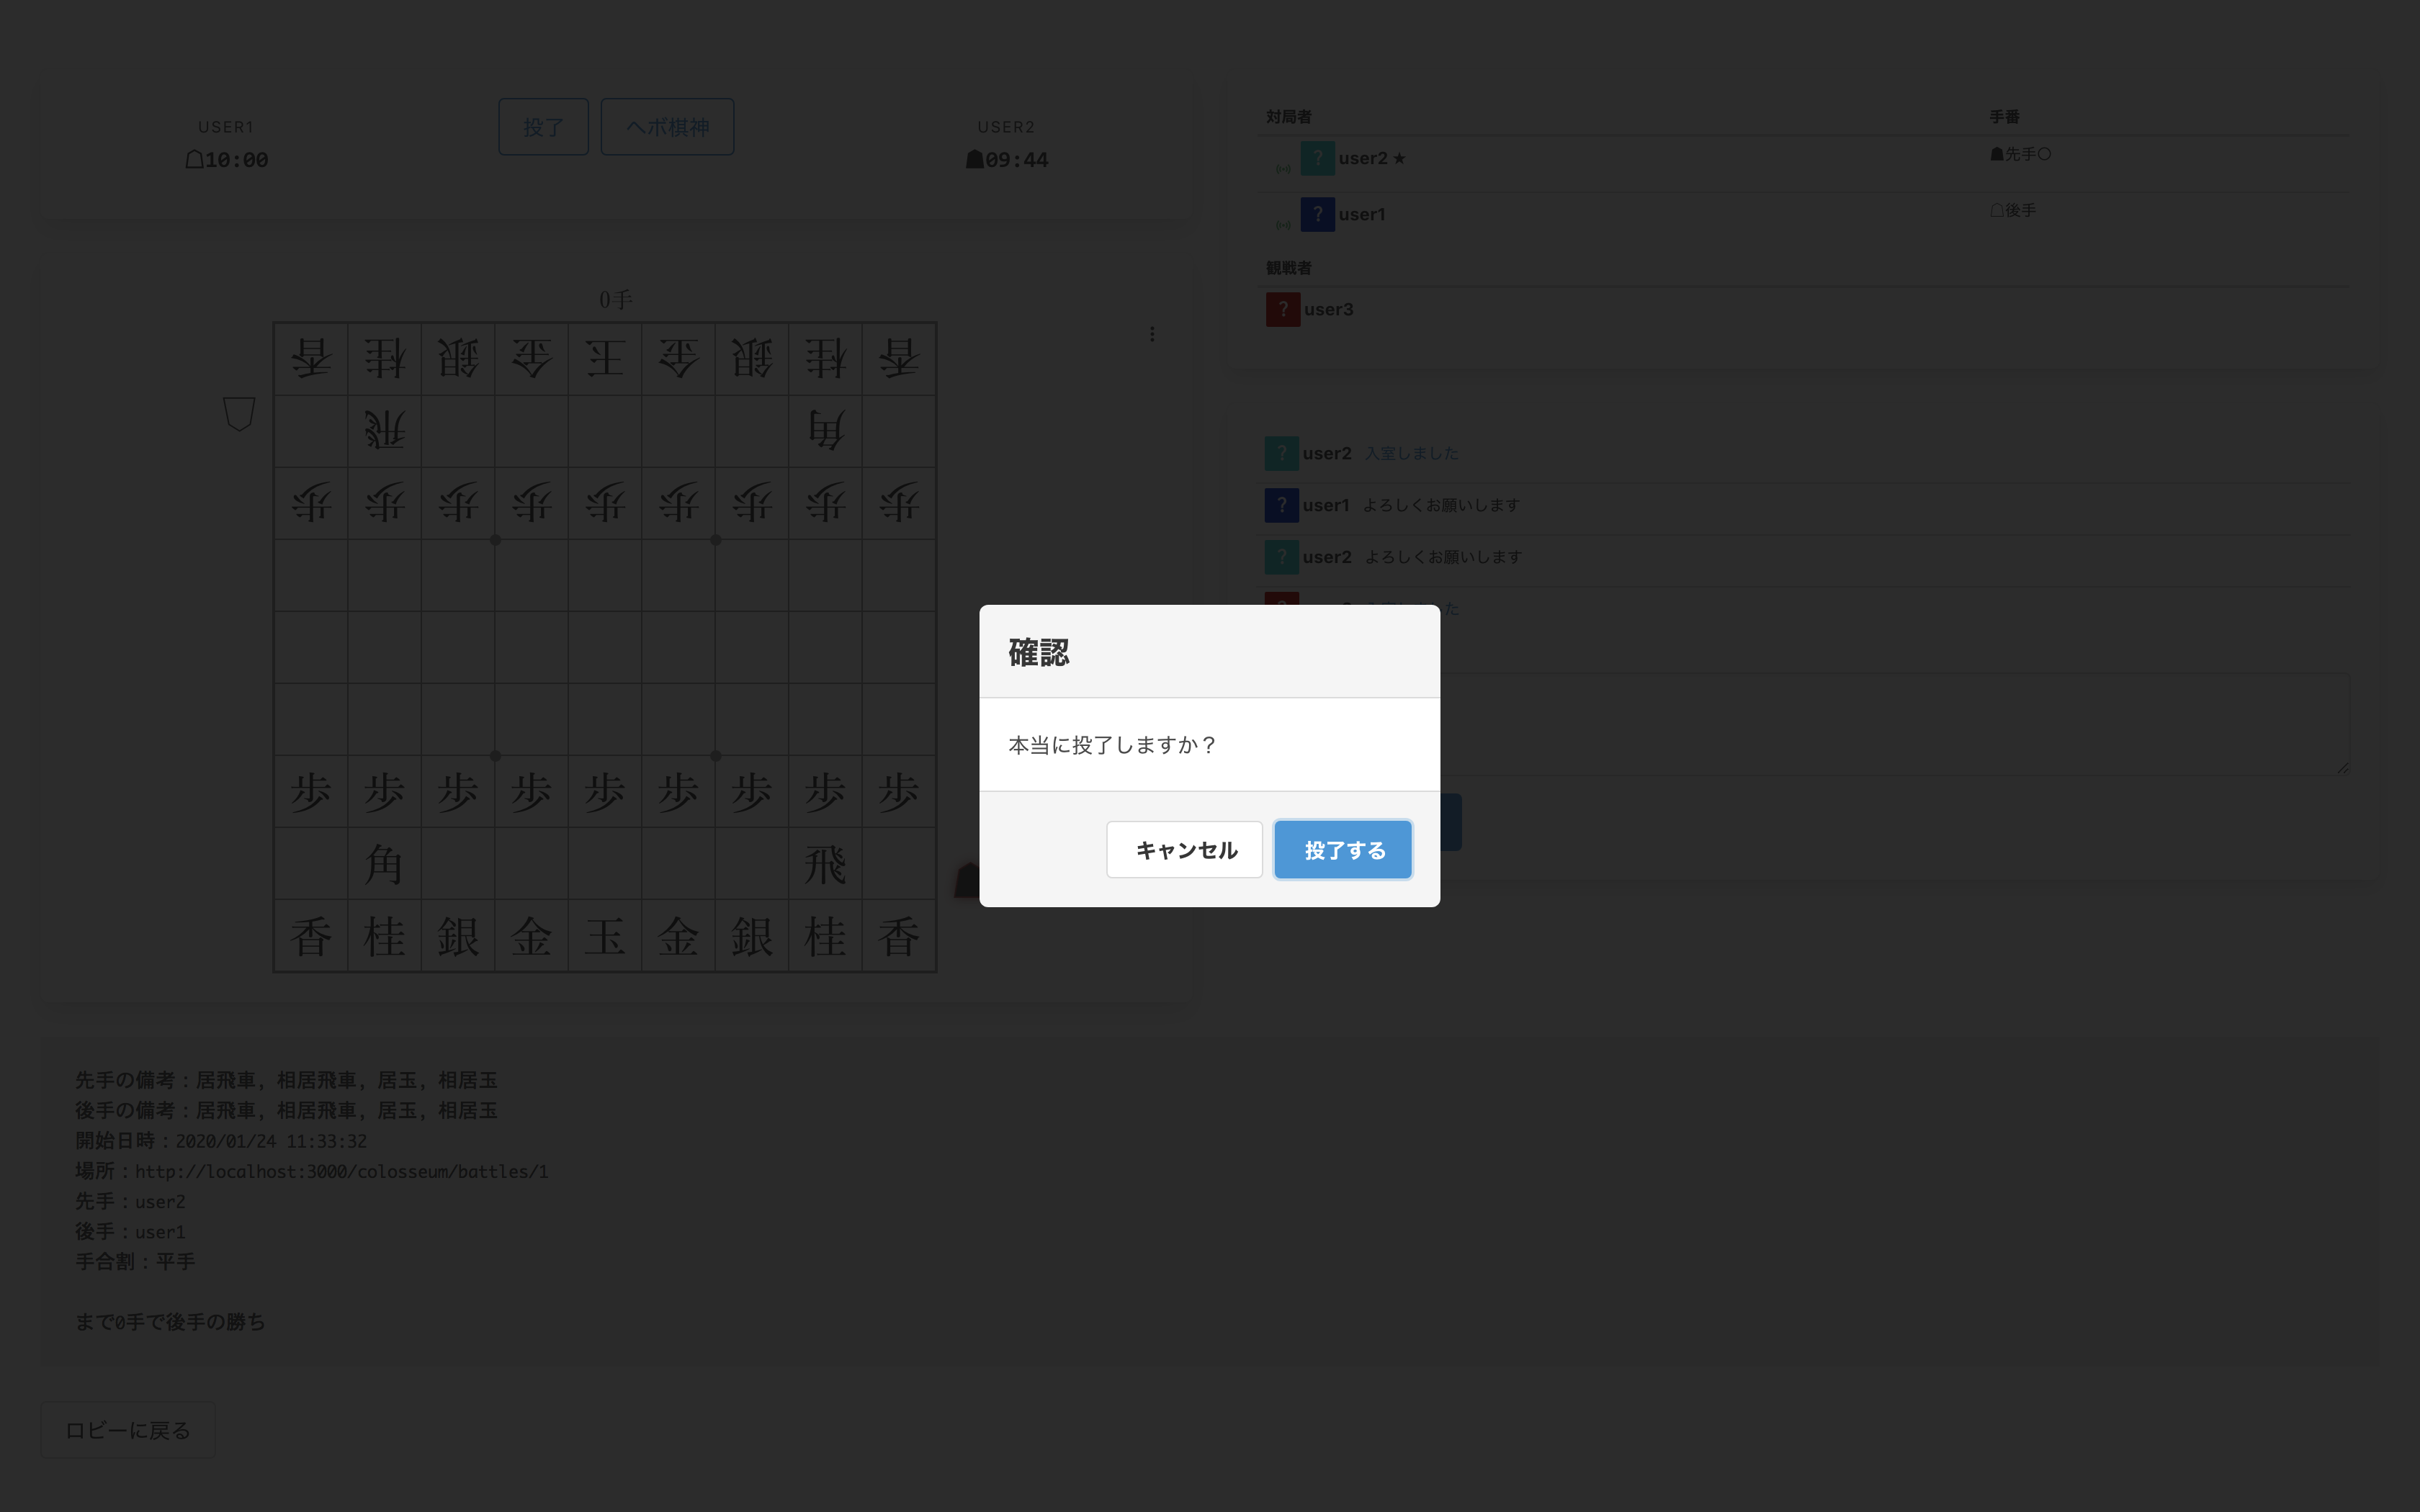 USER1
☖10:00
投了
ヘボ棋神
USER2
☗09:44
0手
香桂銀金玉金銀桂香
飛角
歩歩歩歩歩歩歩歩歩
歩歩歩歩歩歩歩歩歩
角飛
香桂銀金玉金銀桂香
対局者 手番
? user2 ★ ☗先手○
? user1 ☖後手
観戦者
? user3
? user2 入室しました
? user1 よろしくお願いします
? user2 よろしくお願いします
た
確認
本当に投了しますか？
キャンセル
投了する
先手の備考：居飛車, 相居飛車, 居玉, 相居玉
後手の備考：居飛車, 相居飛車, 居玉, 相居玉
開始日時：2020/01/24 11:33:32
場所：http://localhost:3000/colosseum/battles/1
先手：user2
後手：user1
手合割：平手
まで0手で後手の勝ち
ロビーに戻る